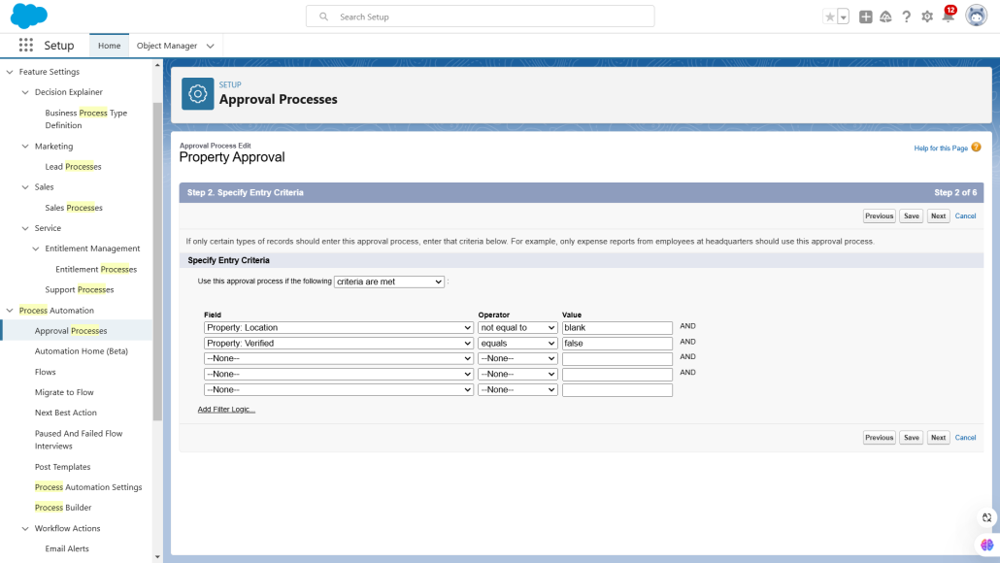 Search Setup
12
Setup
Home
Object Manager
Feature Settings
Decision Explainer
Business Process Type
Definition
Marketing
Lead Processes
Sales
Sales Processes
Service
Entitlement Management
Entitlement Processes
Support Processes
Process Automation
Approval Processes
Automation Home (Beta)
Flows
Migrate to Flow
Next Best Action
Paused And Failed Flow
Interviews
Post Templates
Process Automation Settings
Process Builder
Workflow Actions
Email Alerts
SETUP
Approval Processes
Approval Process Edit
Property Approval
Help for this Page ?
Step 2. Specify Entry Criteria Step 2 of 6
Previous Save Next Cancel
If only certain types of records should enter this approval process, enter that criteria below. For example, only expense reports from employees at headquarters should use this approval process.
Specify Entry Criteria
Use this approval process if the following criteria are met :
Field Operator Value
Property: Location not equal to blank AND
Property: Verified equals false AND
--None-- --None-- AND
--None-- --None-- AND
--None-- --None--
Add Filter Logic...
Previous Save Next Cancel